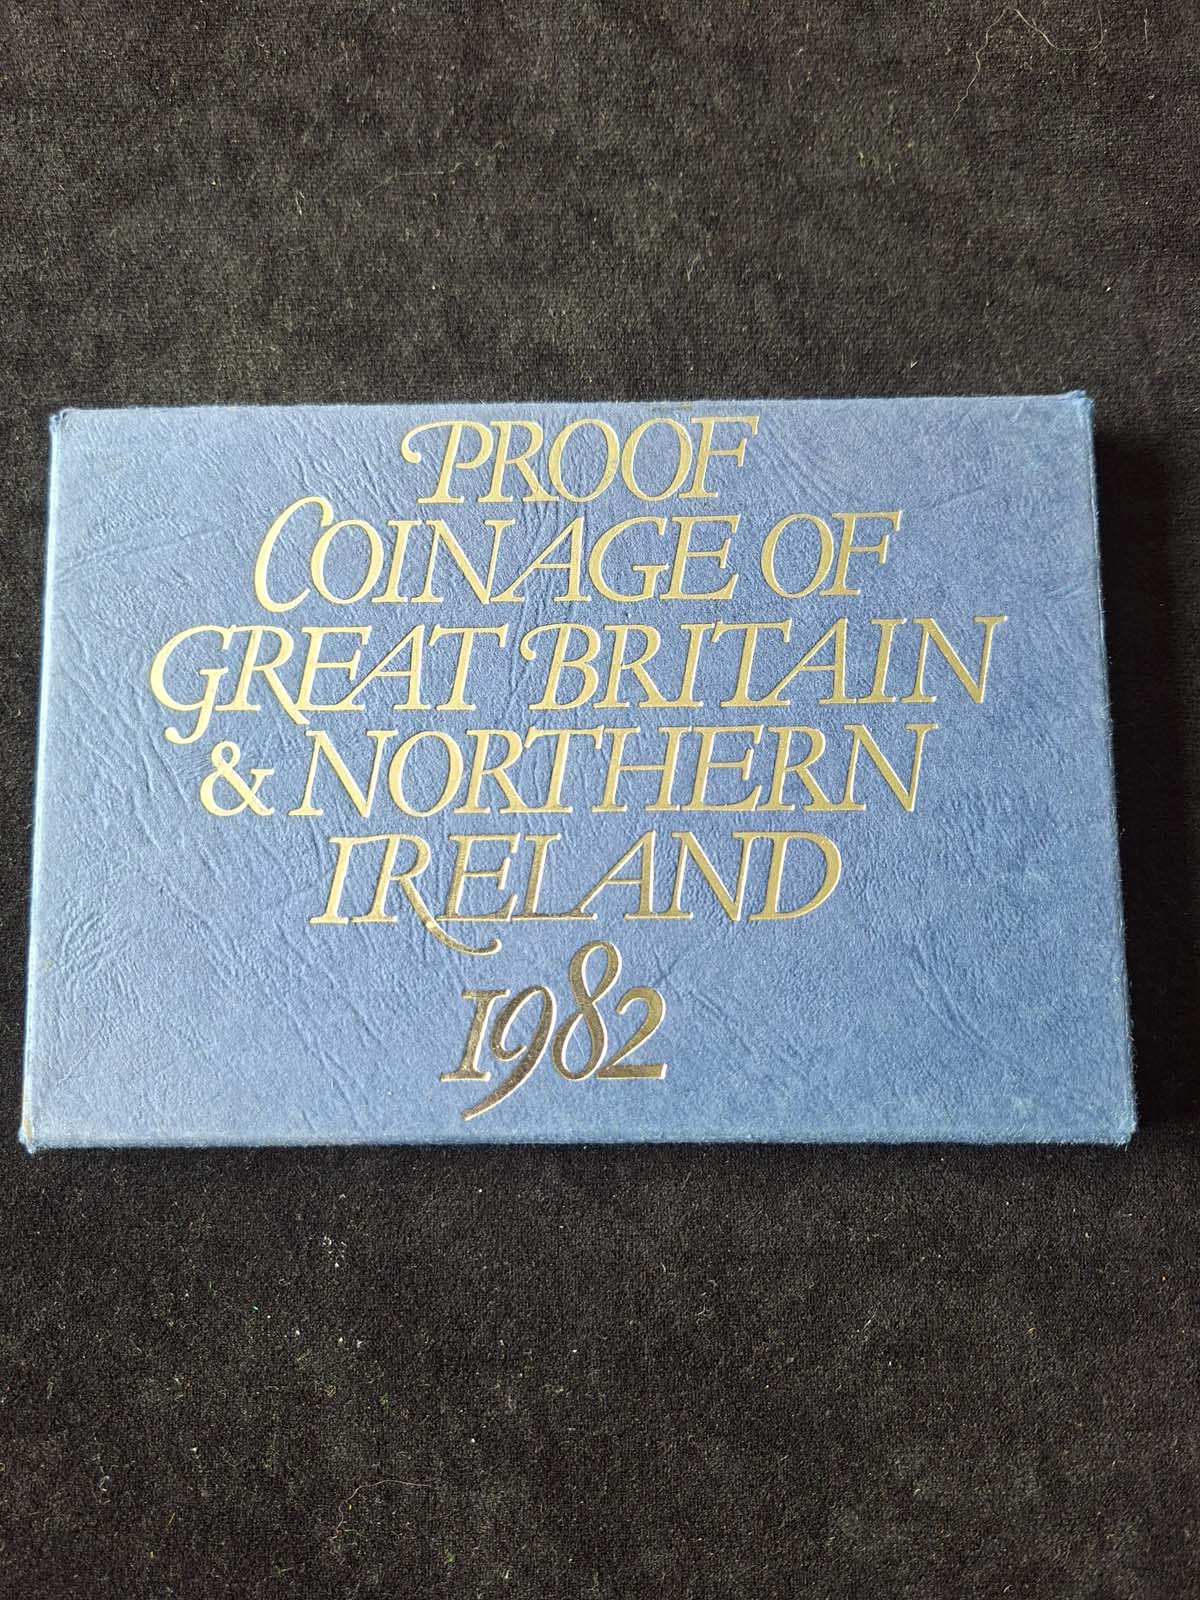 PROOF
COINAGE OF
GREAT BRITAIN
& NORTHERN
IRELAND
1982